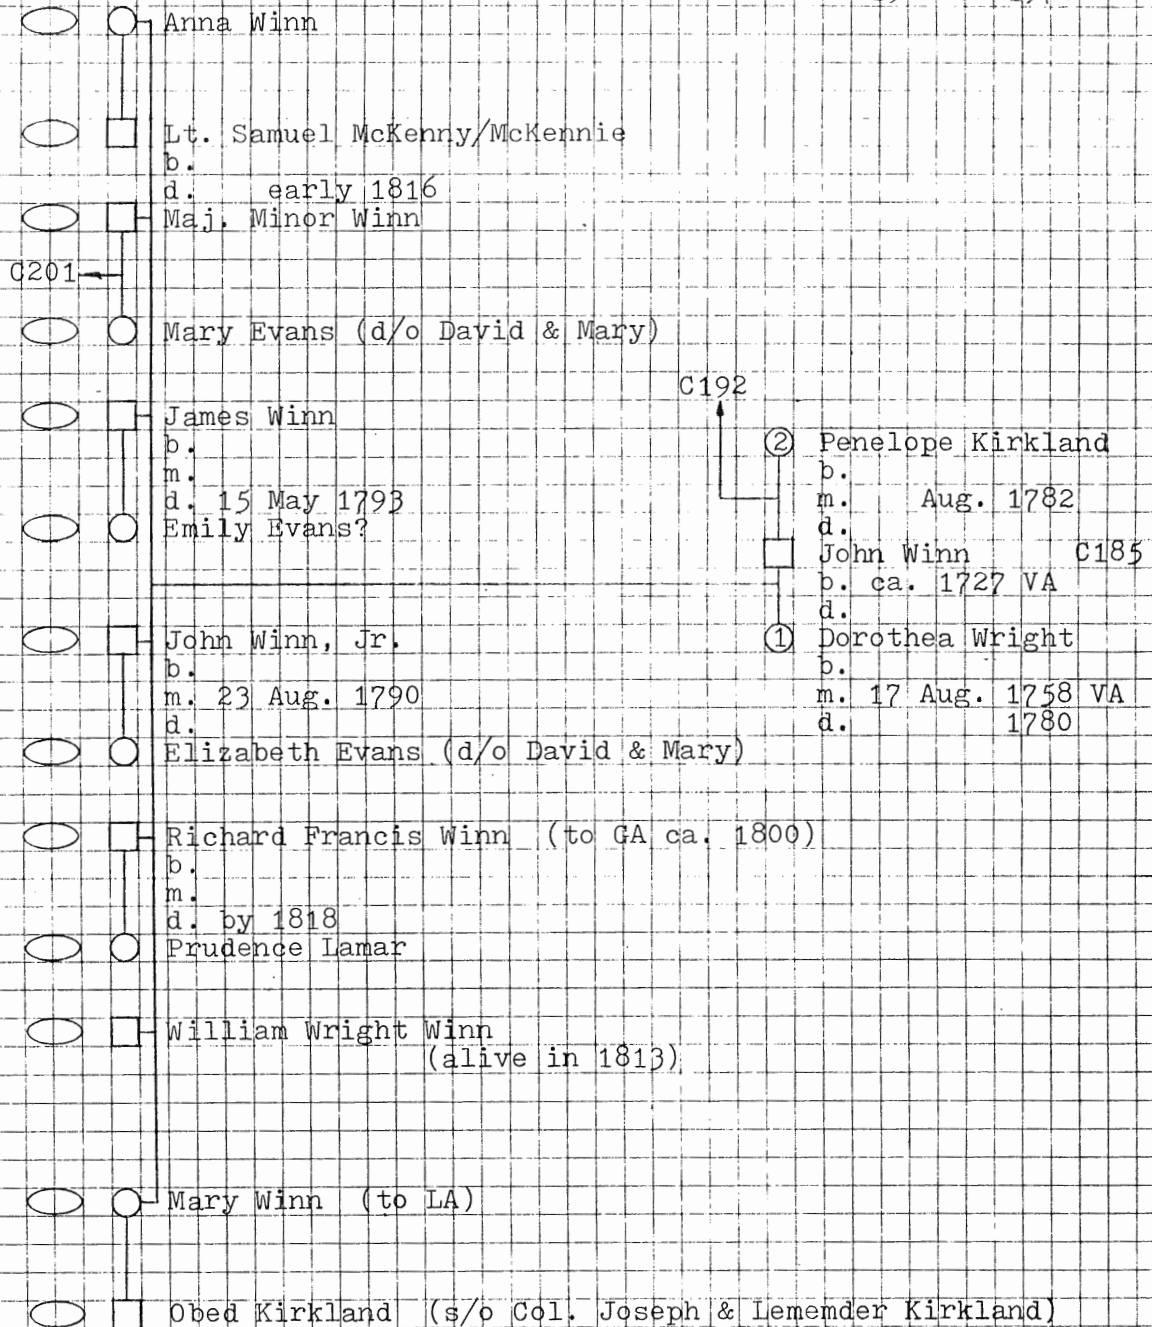 Anna Winn
Lt. Samuel McKenny/McKennie
b.
d. early 1816
Maj. Minor Winn
C201
Mary Evans (d/o David & Mary)
James Winn
b.
m.
d. 15 May 1793
Emily Evans?
C192
② Penelope Kirkland
b.
m. Aug. 1782
d.
John Winn C185
b. ca. 1727 VA
d.
① Dorothea Wright
b.
m. 17 Aug. 1758 VA
d. 1780
John Winn, Jr.
b.
m. 23 Aug. 1790
d.
Elizabeth Evans (d/o David & Mary)
Richard Francis Winn (to GA ca. 1800)
b.
m.
d. by 1818
Prudence Lamar
William Wright Winn
(alive in 1813)
Mary Winn (to LA)
Obed Kirkland (s/o Col. Joseph & Lememder Kirkland)